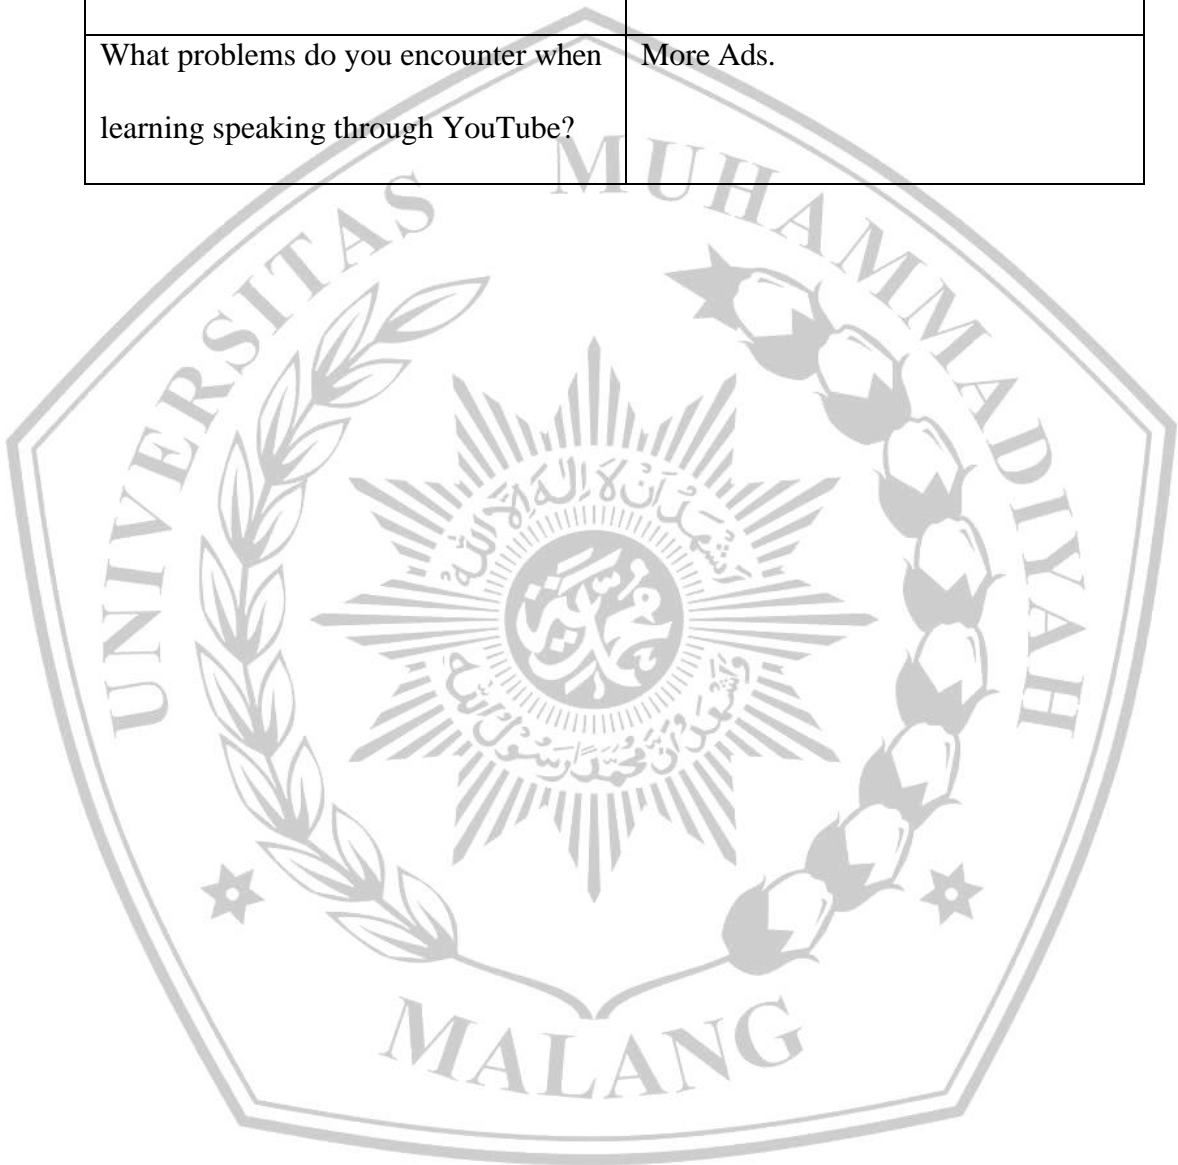 What problems do you encounter when
learning speaking through YouTube?
More Ads.
UNIVERSITAS MUHAMMADIYAH
MALANG